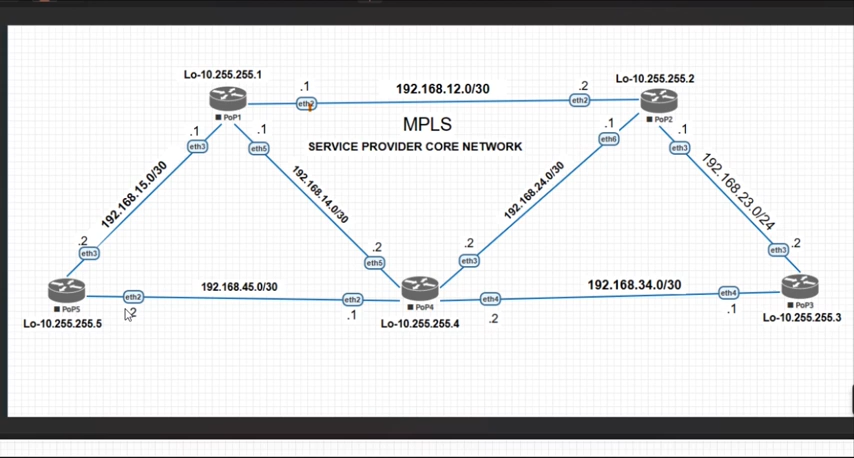 Lo-10.255.255.1
PoP1
.1
eth2
192.168.12.0/30
.2
eth2
Lo-10.255.255.2
PoP2
MPLS
SERVICE PROVIDER CORE NETWORK
.1
eth3
.1
eth5
.1
eth6
.1
eth3
192.168.15.0/30
192.168.14.0/30
192.168.24.0/30
192.168.23.0/24
.2
eth3
.2
eth5
.2
eth3
.2
eth3
PoP5
Lo-10.255.255.5
eth2
.2
192.168.45.0/30
eth2
.1
PoP4
Lo-10.255.255.4
eth4
.2
192.168.34.0/30
eth4
.1
PoP3
Lo-10.255.255.3